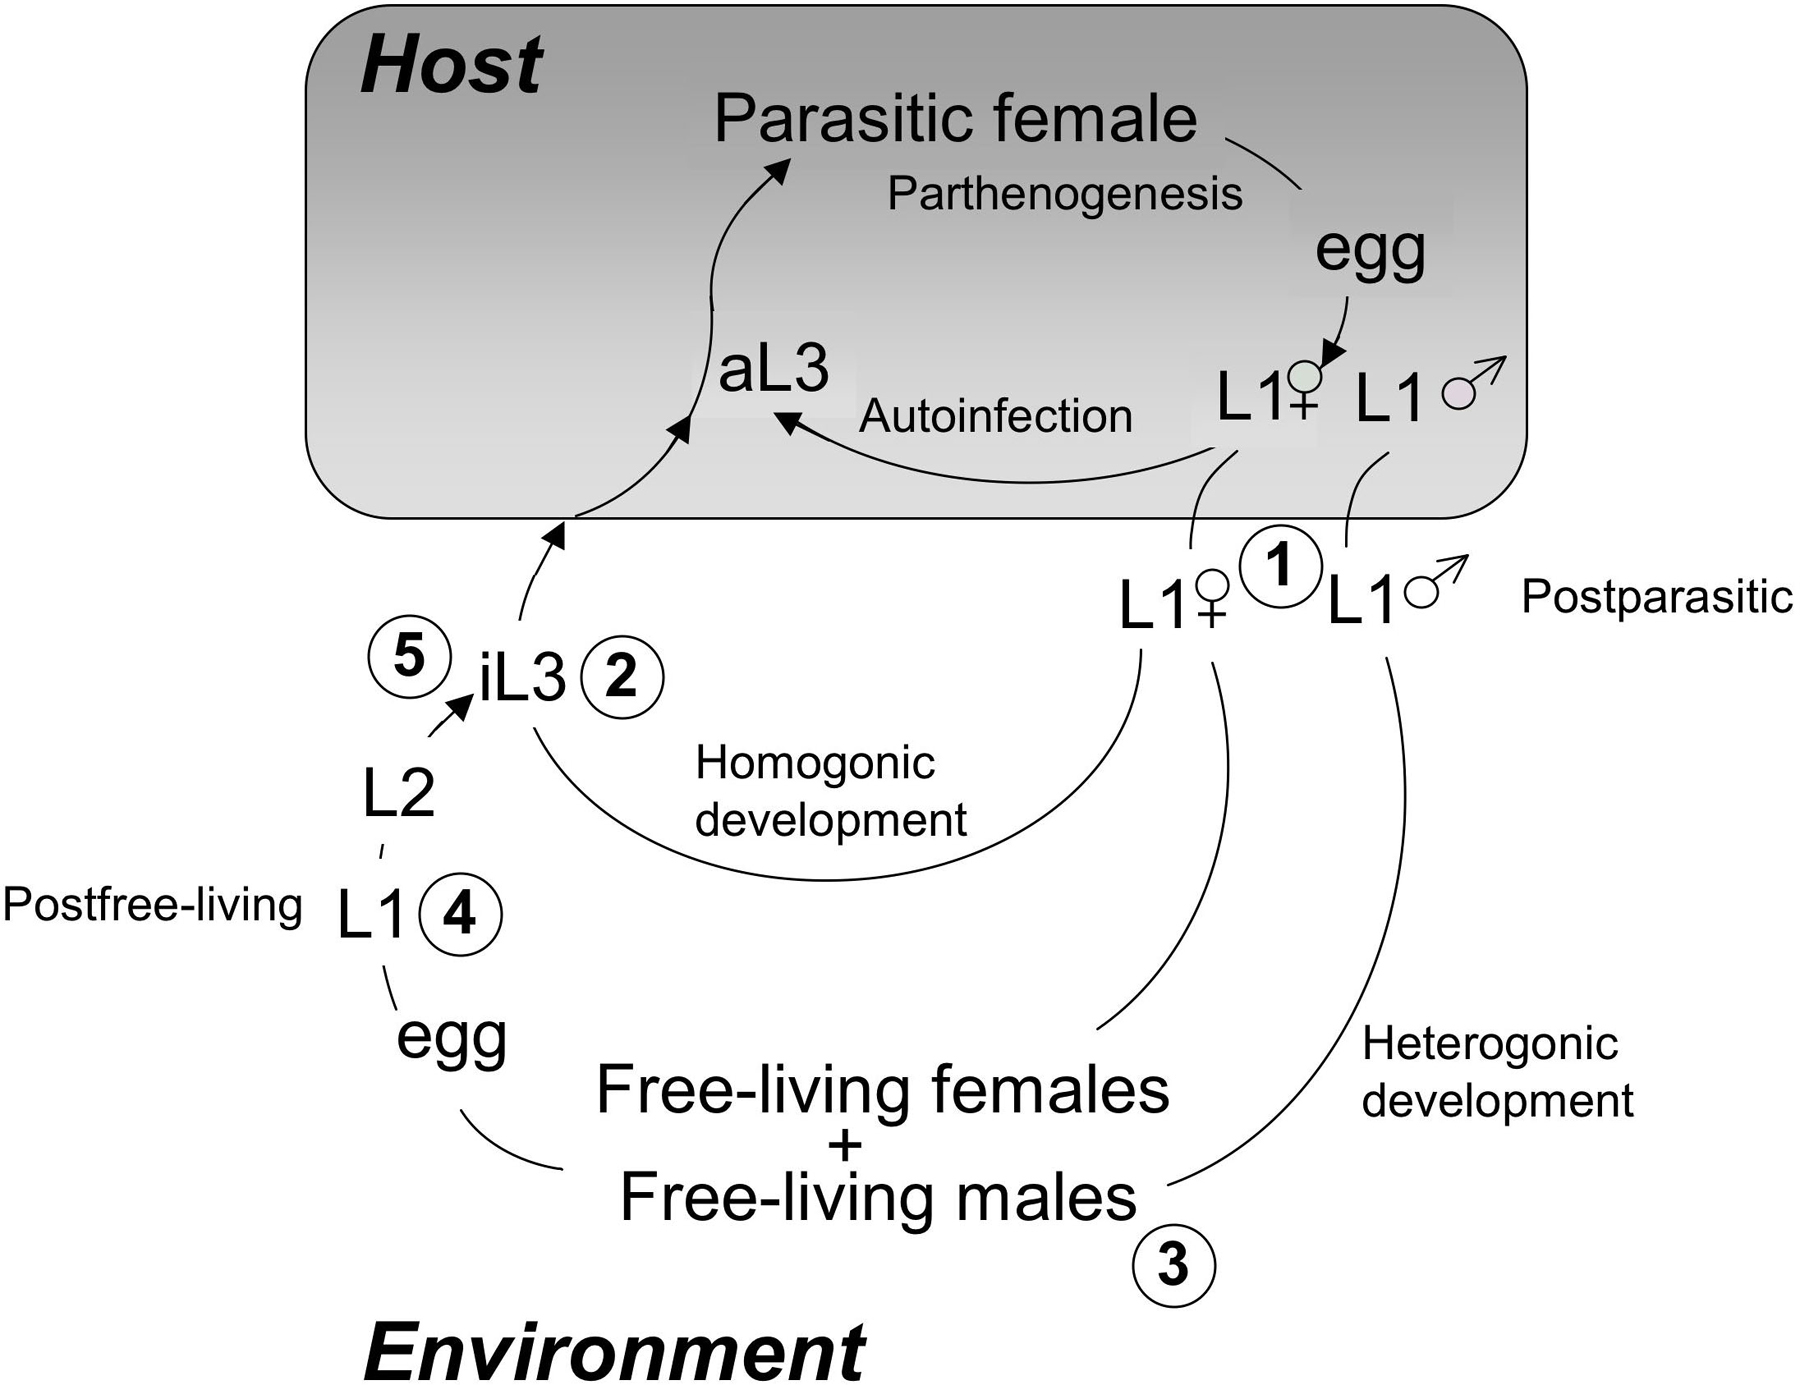 Host
Parasitic female
Parthenogenesis
egg
aL3
Autoinfection
L1♀ L1♂
L1♀ 1 L1♂ Postparasitic
5 iL3 2
Homogonic
development
L2
Postfree-living L1 4
egg
Heterogonic
development
Free-living females
+
Free-living males
3
Environment